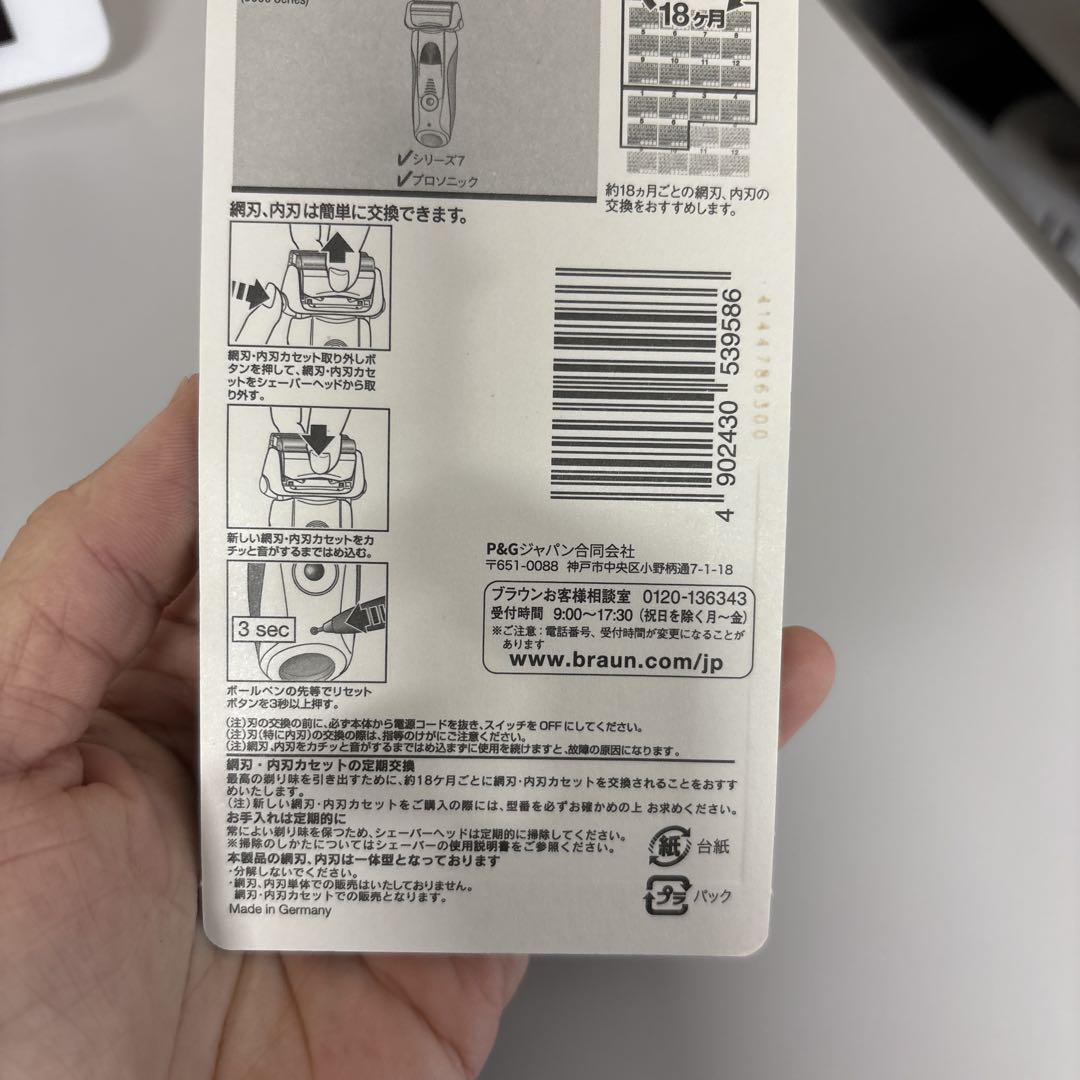 18ヶ月
✓シリーズ7
✓プロソニック
約18ヵ月ごとの網刃、内刃の
交換をおすすめします。
網刃、内刃は簡単に交換できます。
網刃・内刃カセット取り外しボ
タンを押して、網刃・内刃カセ
ットをシェーバーヘッドから取
り外す。
新しい網刃・内刃カセットをカ
チッと音がするまではめ込む。
3 sec
ボールペンの先等でリセット
ボタンを3秒以上押す。
4 902430 539586
4144786300
P&Gジャパン合同会社
〒651-0088 神戸市中央区小野柄通7-1-18
ブラウンお客様相談室 0120-136343
受付時間 9:00〜17:30（祝日を除く月〜金）
※ご注意：電話番号、受付時間が変更になることが
あります
www.braun.com/jp
（注）刃の交換の前に、必ず本体から電源コードを抜き、スイッチをOFFにしてください。
（注）刃（特に内刃）の交換の際は、指等のけがにご注意ください。
（注）網刃、内刃をカチッと音がするまではめ込まずに使用を続けますと、故障の原因になります。
網刃・内刃カセットの定期交換
最高の剃り味を引き出すために、約18ケ月ごとに網刃・内刃カセットを交換されることをおすす
めいたします。
（注）新しい網刃・内刃カセットをご購入の際には、型番を必ずお確かめの上 お求めください。
お手入れは定期的に
常によい剃り味を保つため、シェーバーヘッドは定期的に掃除してください。
※掃除のしかたについてはシェーバーの使用説明書をご参照ください。
本製品の網刃、内刃は一体型となっております
・分解しないでください。
・網刃、内刃単体での販売はいたしておりません。
網刃・内刃カセットでの販売となります。
Made in Germany
紙 台紙
プラ パック